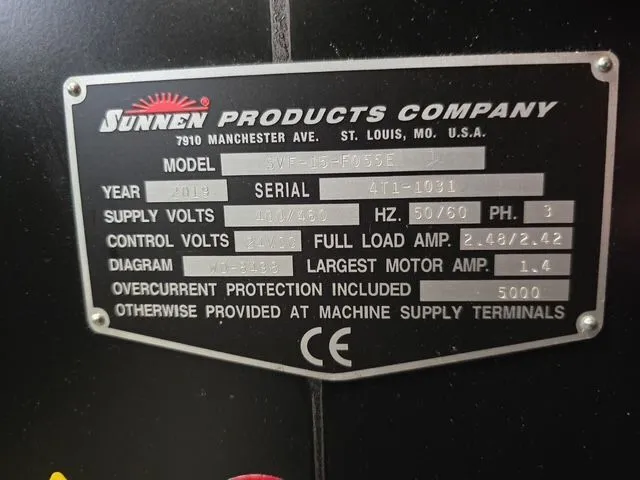 SUNNEN® PRODUCTS COMPANY
7910 MANCHESTER AVE. ST. LOUIS, MO. U.S.A.
MODEL SVF-15-F055E
YEAR 2019 SERIAL 4T1-1031
SUPPLY VOLTS 400/460 HZ. 50/60 PH. 3
CONTROL VOLTS 24VDC FULL LOAD AMP. 2.48/2.42
DIAGRAM WD-8498 LARGEST MOTOR AMP. 1.4
OVERCURRENT PROTECTION INCLUDED 5000
OTHERWISE PROVIDED AT MACHINE SUPPLY TERMINALS
CE